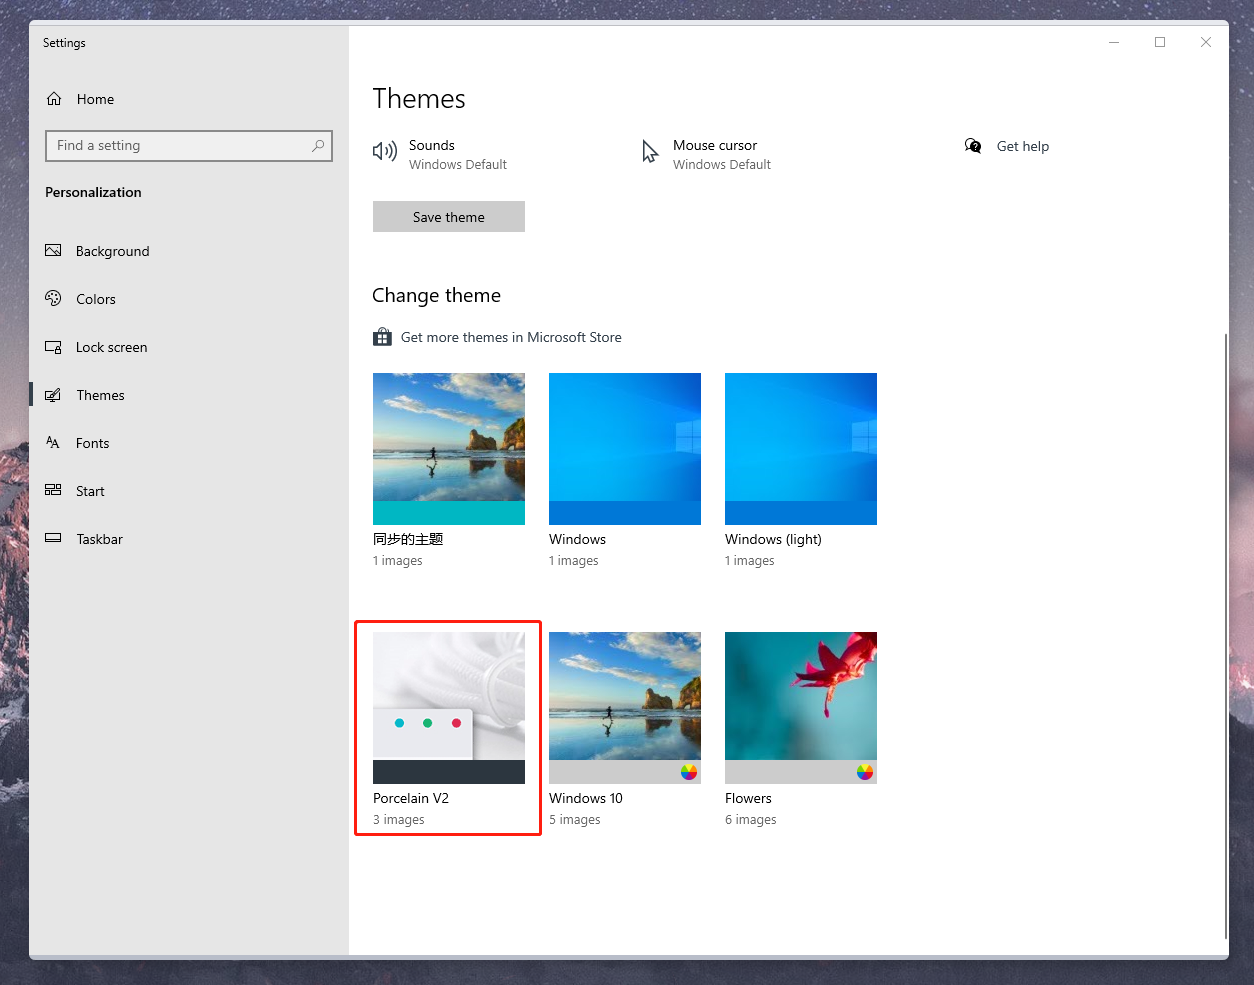 Settings
Home
Find a setting
Personalization
Background
Colors
Lock screen
Themes
Fonts
Start
Taskbar
Themes
Sounds
Windows Default
Mouse cursor
Windows Default
Get help
Save theme
Change theme
Get more themes in Microsoft Store
同步的主题
1 images
Windows
1 images
Windows (light)
1 images
Porcelain V2
3 images
Windows 10
5 images
Flowers
6 images